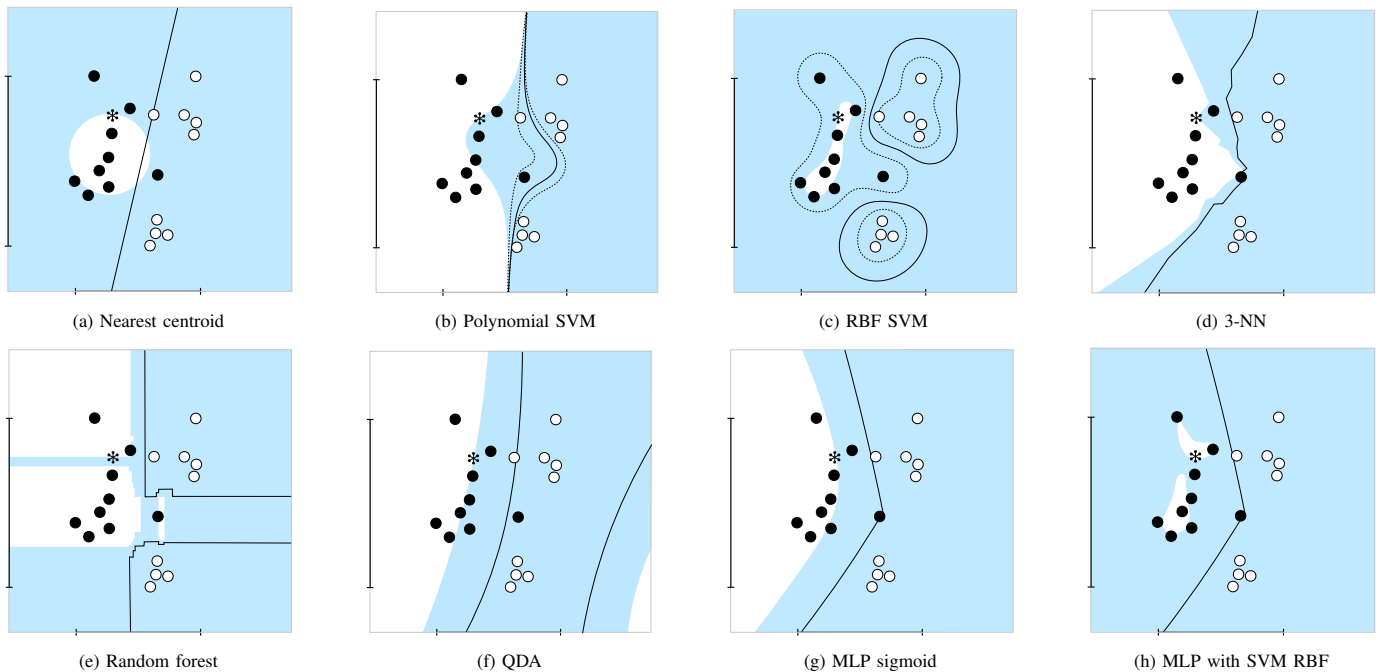 (a) Nearest centroid
(b) Polynomial SVM
(c) RBF SVM
(d) 3-NN
(e) Random forest
(f) QDA
(g) MLP sigmoid
(h) MLP with SVM RBF